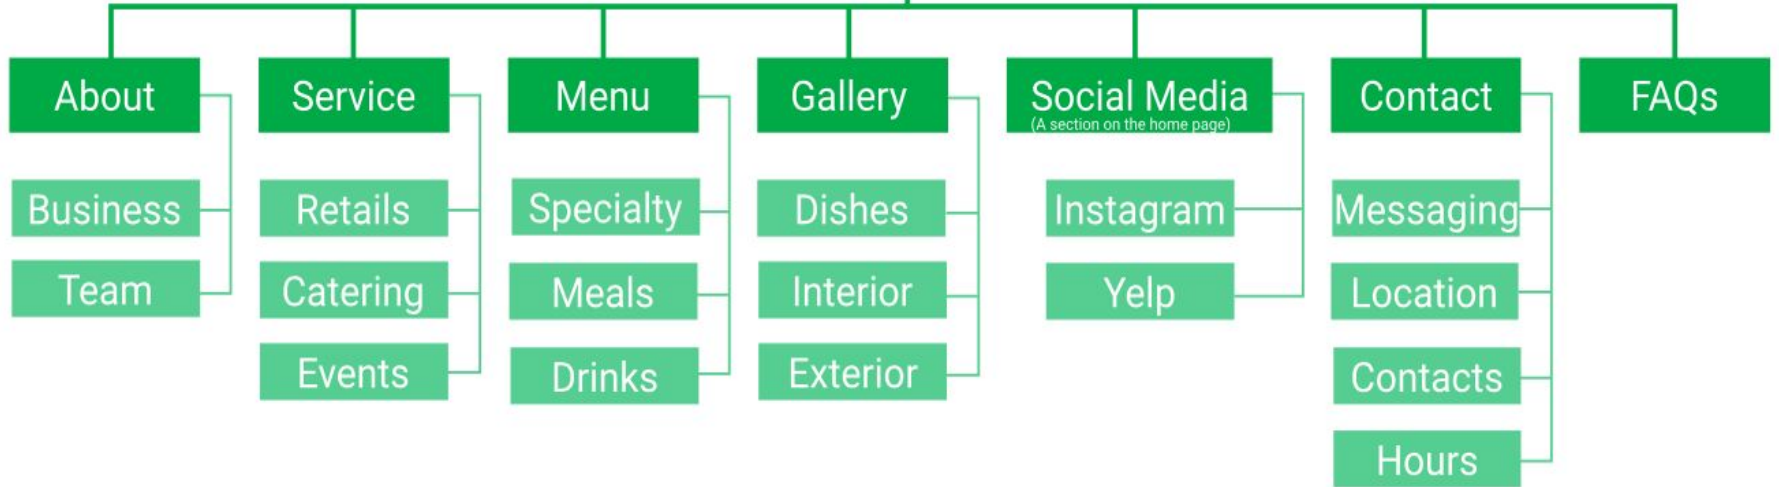 About
Business
Team
Service
Retails
Catering
Events
Menu
Specialty
Meals
Drinks
Gallery
Dishes
Interior
Exterior
Social Media
(A section on the home page)
Instagram
Yelp
Contact
Messaging
Location
Contacts
Hours
FAQs